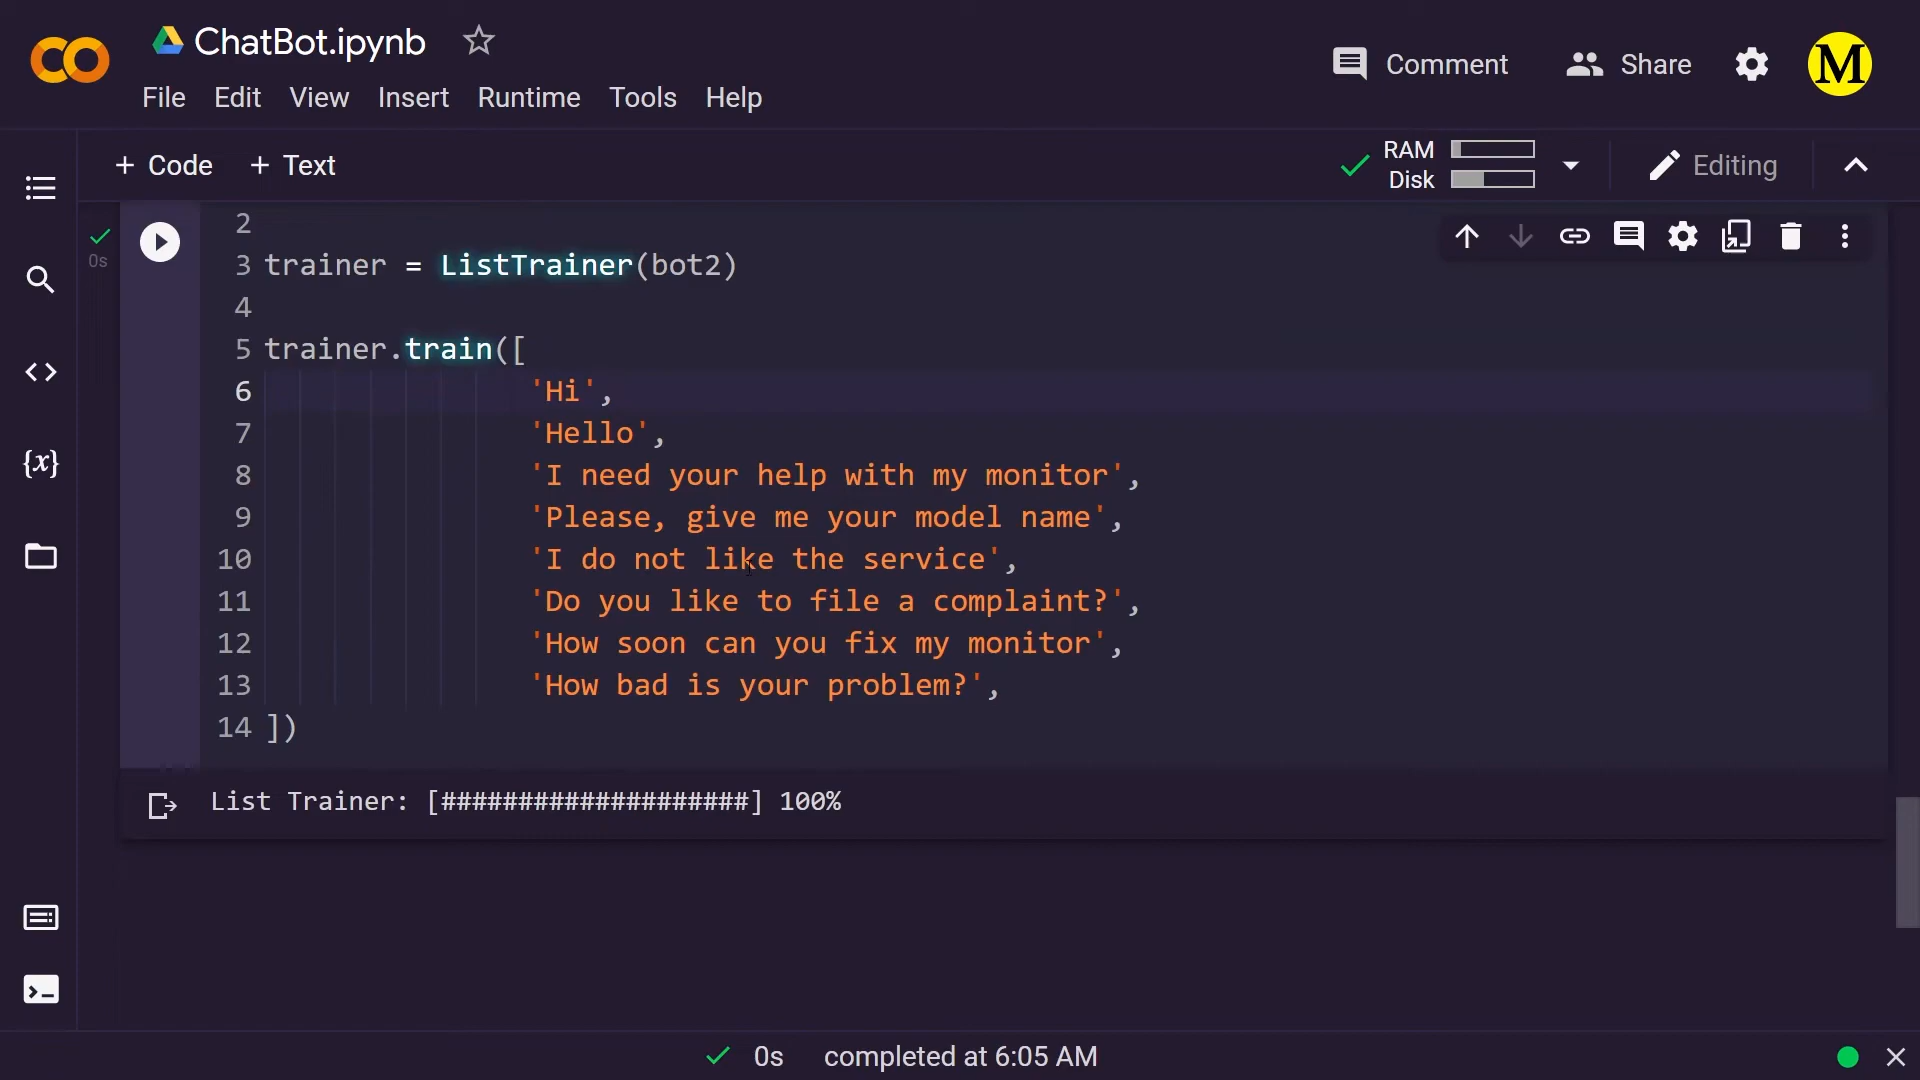 ChatBot.ipynb
Comment Share M
File Edit View Insert Runtime Tools Help
+ Code + Text
RAM
Disk
Editing
2
0s
3 trainer = ListTrainer(bot2)
4
5 trainer.train([
6 'Hi',
7 'Hello',
8 'I need your help with my monitor',
9 'Please, give me your model name',
10 'I do not like the service',
11 'Do you like to file a complaint?',
12 'How soon can you fix my monitor',
13 'How bad is your problem?',
14 ])
{x}
List Trainer: [####################] 100%
0s completed at 6:05 AM